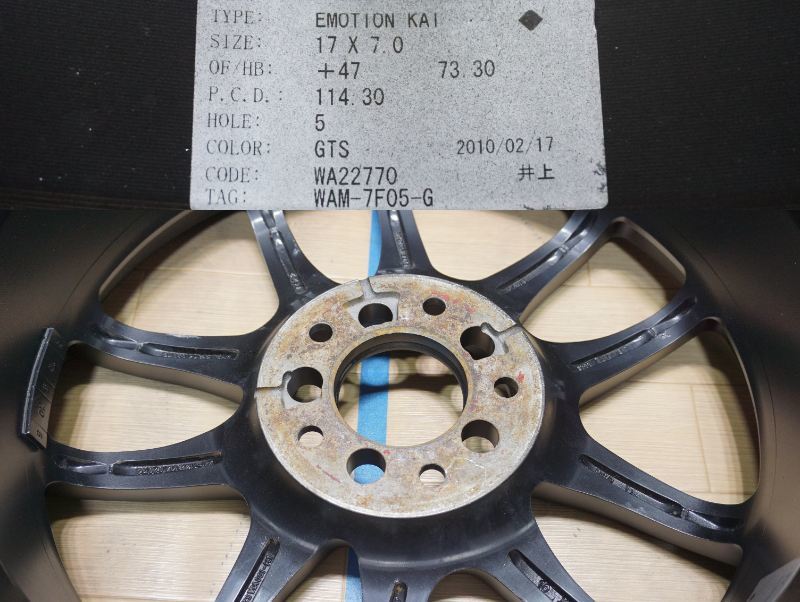 TYPE: EMOTION KAI ◆
SIZE: 17 X 7.0
OF/HB: +47 73.30
P.C.D.: 114.30
HOLE: 5
COLOR: GTS 2010/02/17
CODE: WA22770 井上
TAG: WAM-7F05-G